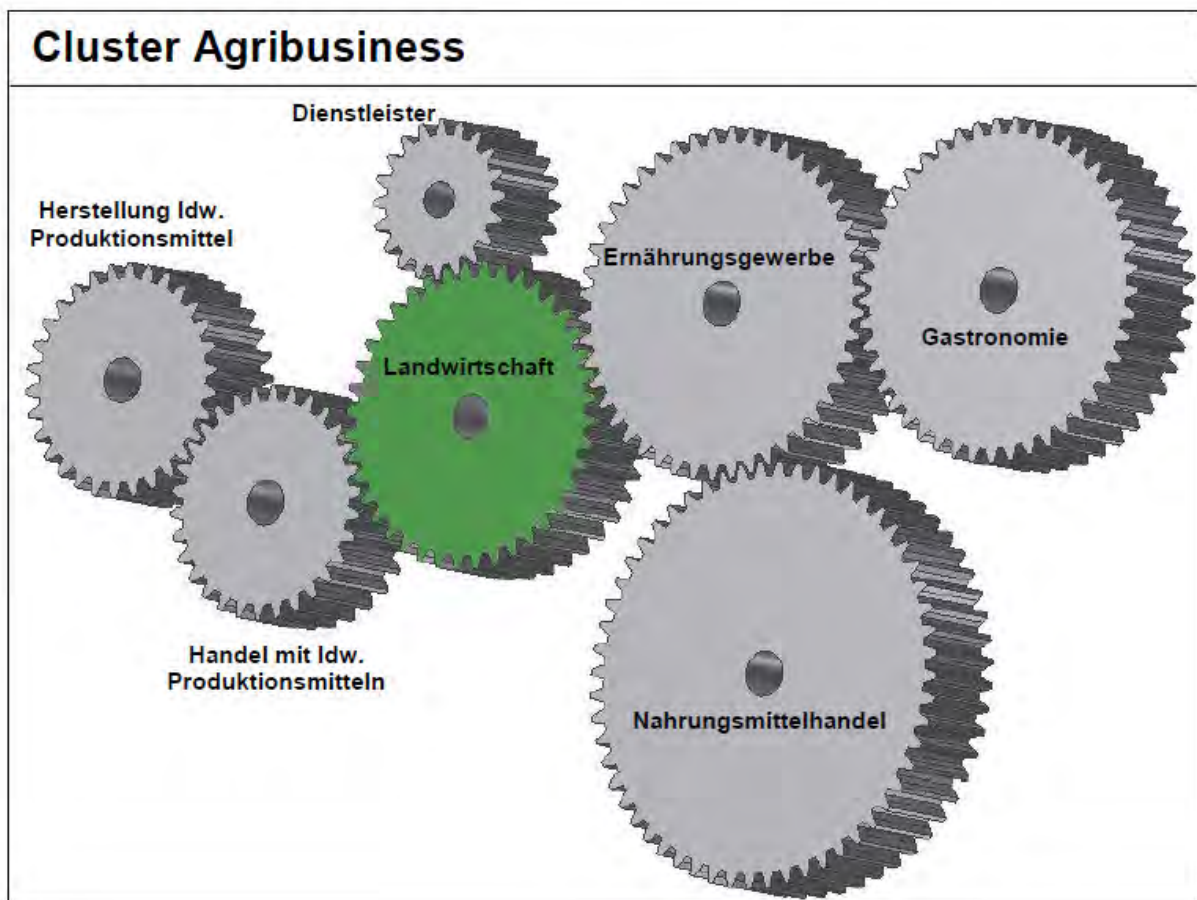 Cluster Agribusiness
Dienstleister
Herstellung ldw.
Produktionsmittel
Ernährungsgewerbe
Gastronomie
Landwirtschaft
Handel mit ldw.
Produktionsmitteln
Nahrungsmittelhandel